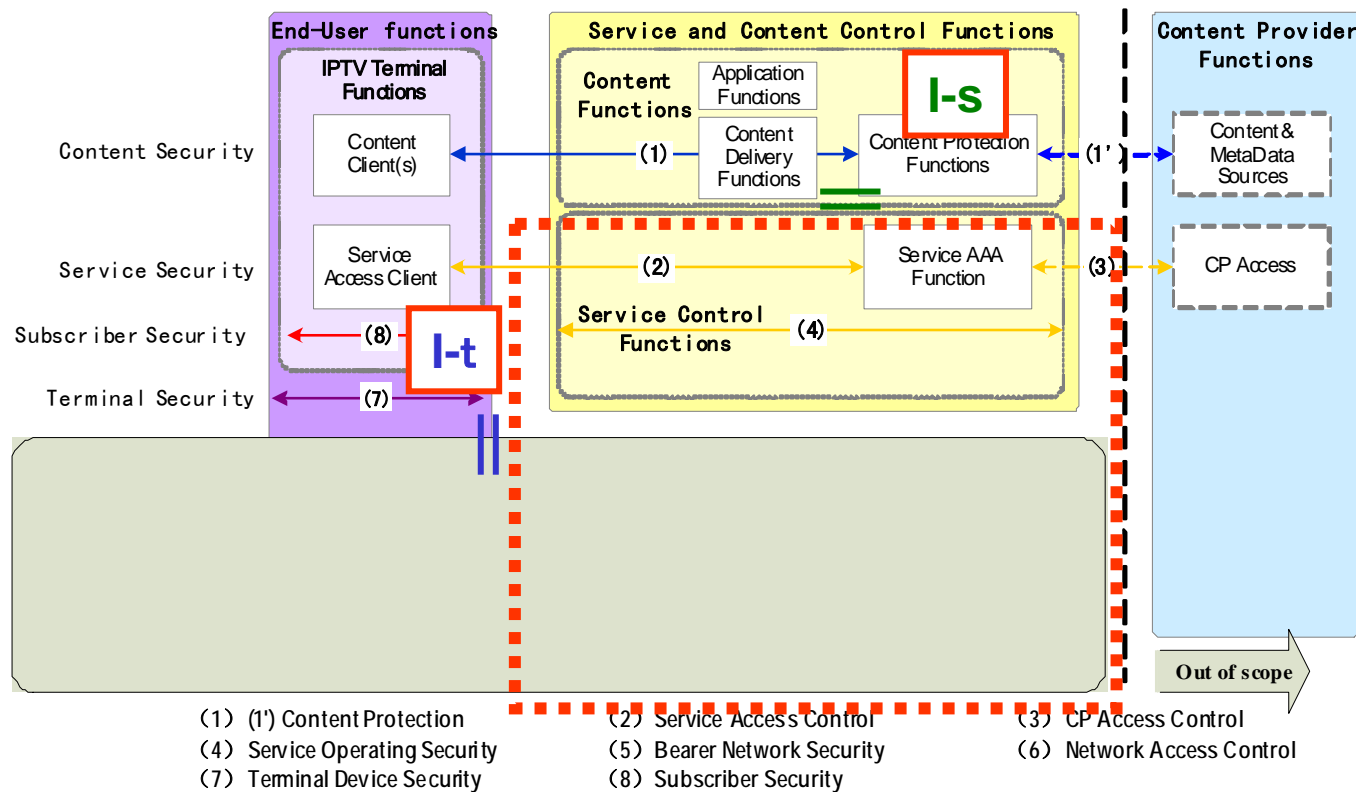 End-User functions
Service and Content Control Functions
Content Provider
Functions
IPTV Terminal
Functions
Content
Functions
Application
Functions
I-s
Content Security
Content
Client(s)
(1)
Content
Delivery
Functions
Content Protection
Functions
(1')
Content &
MetaData
Sources
Service Security
Service
Access Client
(2)
Service AAA
Function
(3)
CP Access
Subscriber Security
(8)
I-t
Service Control
Functions
(4)
Terminal Security
(7)
Out of scope
(1) (1') Content Protection
(2) Service Access Control
(3) CP Access Control
(4) Service Operating Security
(5) Bearer Network Security
(6) Network Access Control
(7) Terminal Device Security
(8) Subscriber Security